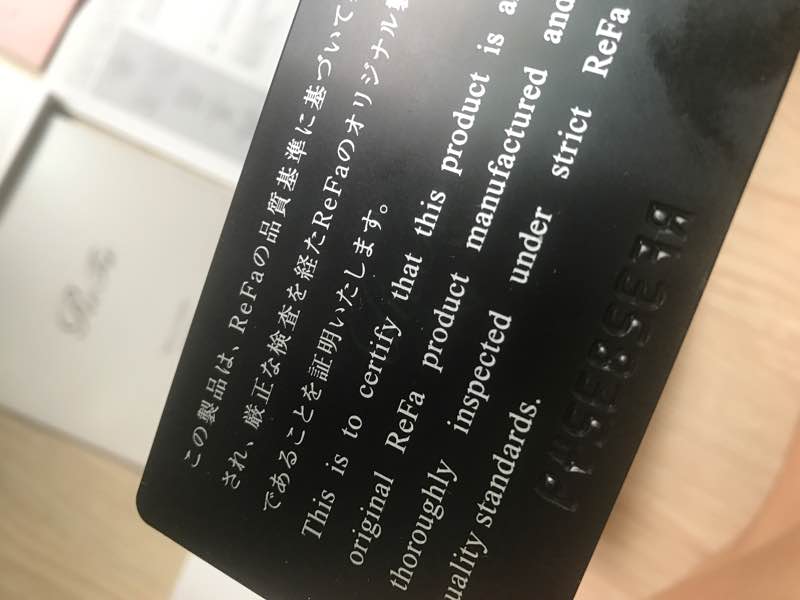 この製品は、ReFaの品質基準に基づいて
され、厳正な検査を経たReFaのオリジナル
であることを証明いたします。
This is to certify that this product is a
original ReFa product manufactured and
thoroughly inspected under strict ReFa
uality standards.